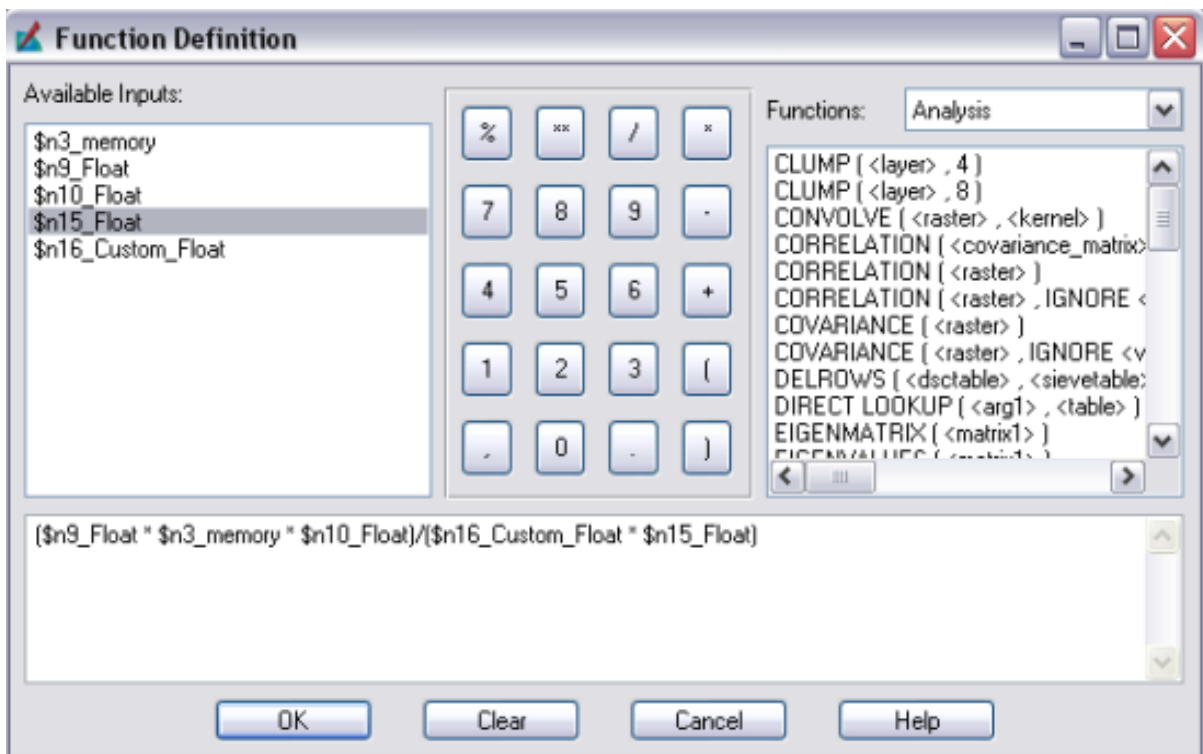 Function Definition
Available Inputs:
$n3_memory
$n9_Float
$n10_Float
$n15_Float
$n16_Custom_Float
% ** / *
7 8 9 -
4 5 6 +
1 2 3 (
, 0 . )
Functions: Analysis
CLUMP ( <layer> , 4 )
CLUMP ( <layer> , 8 )
CONVOLVE ( <raster> , <kernel> )
CORRELATION ( <covariance_matrix>
CORRELATION ( <raster> )
CORRELATION ( <raster> , IGNORE <
COVARIANCE ( <raster> )
COVARIANCE ( <raster> , IGNORE <v
DELROWS ( <dsctable> , <sievetable>
DIRECT LOOKUP ( <arg1> , <table> )
EIGENMATRIX ( <matrix1> )
EIGENVALUES ( <matrix1> )
($n9_Float * $n3_memory * $n10_Float)/($n16_Custom_Float * $n15_Float)
OK Clear Cancel Help